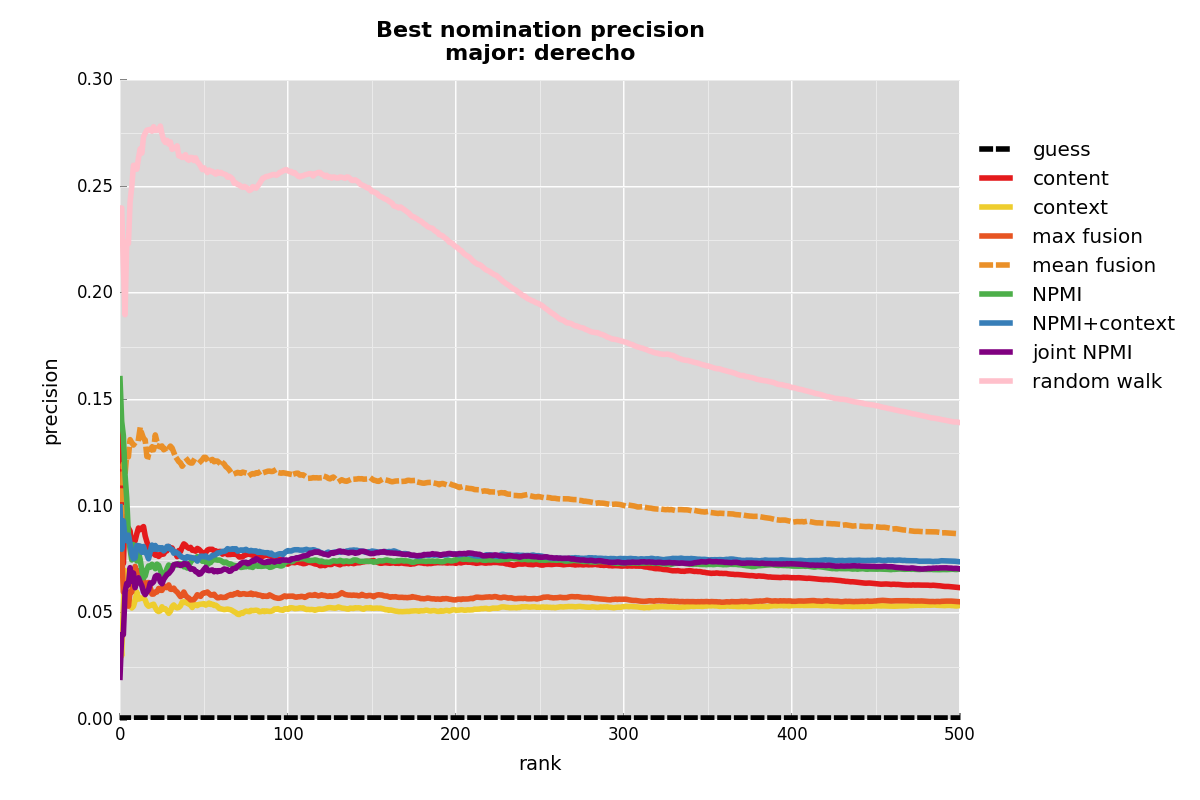 Best nomination precision
major: derecho
0.30
0.25
0.20
0.15
0.10
0.05
0.00
precision
0 100 200 300 400 500
rank
guess
content
context
max fusion
mean fusion
NPMI
NPMI+context
joint NPMI
random walk